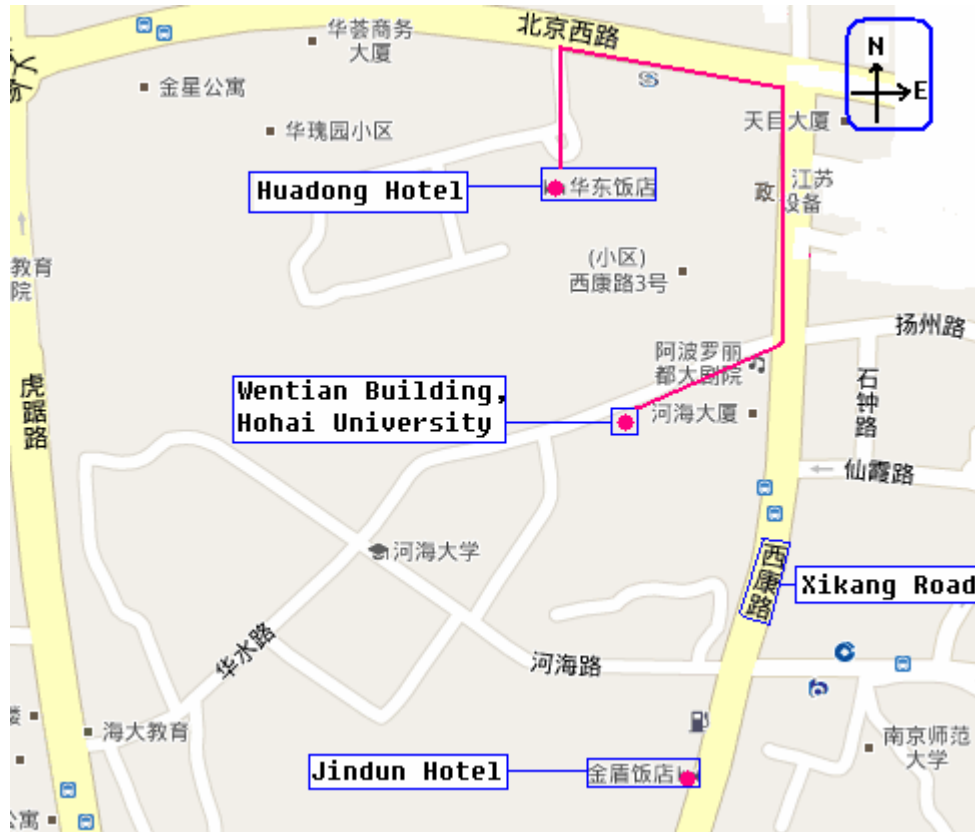 北京西路
华荟商务
大厦
N
E
金星公寓
天目大厦
华瑰园小区
Huadong Hotel
华东饭店
江苏
政
设备
(小区)
西康路3号
教育
院
扬州路
阿波罗丽
都大剧院
石钟路
虎踞路
Wentian Building,
Hohai University
河海大厦
仙霞路
河海大学
西康路
Xikang Road
华水路
河海路
海大教育
南京师范
大学
Jindun Hotel
金盾饭店
公寓